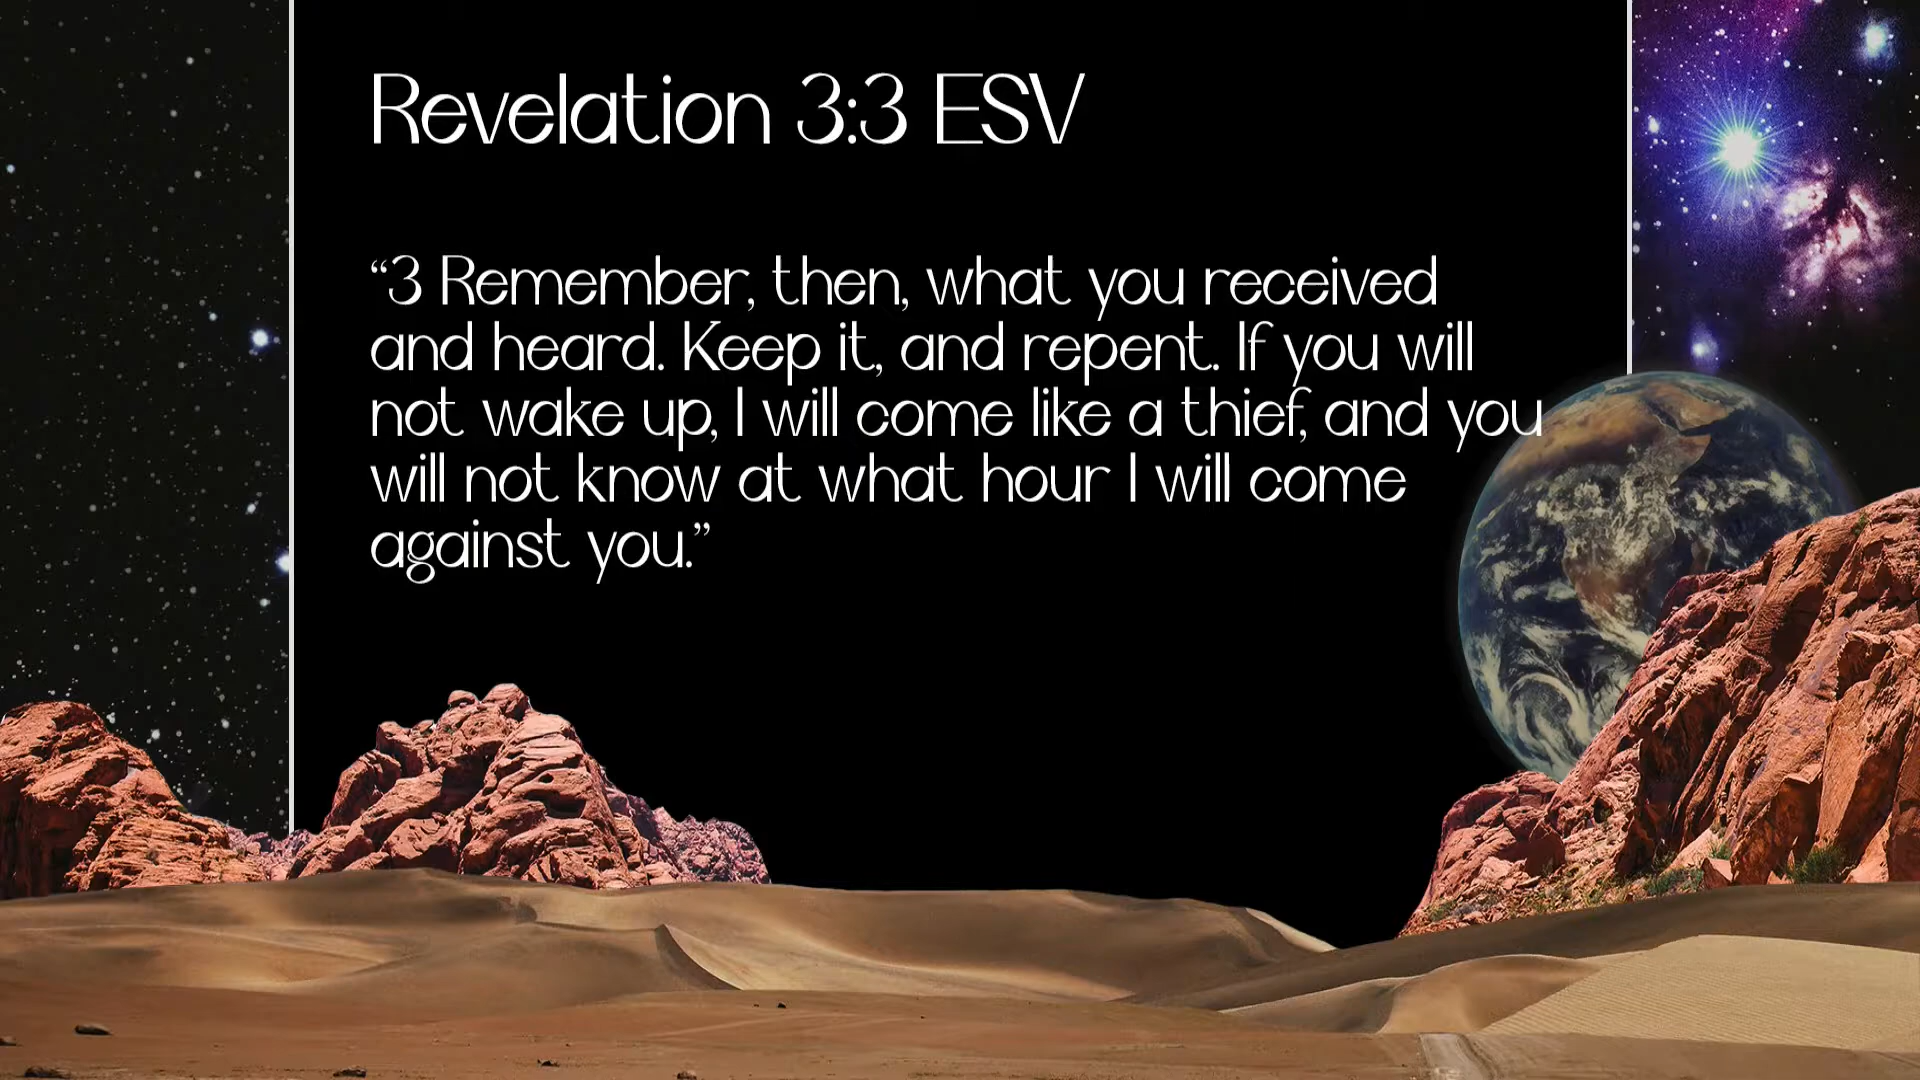 Revelation 3:3 ESV
“3 Remember, then, what you received
and heard. Keep it, and repent. If you will
not wake up, I will come like a thief, and you
will not know at what hour I will come
against you.”